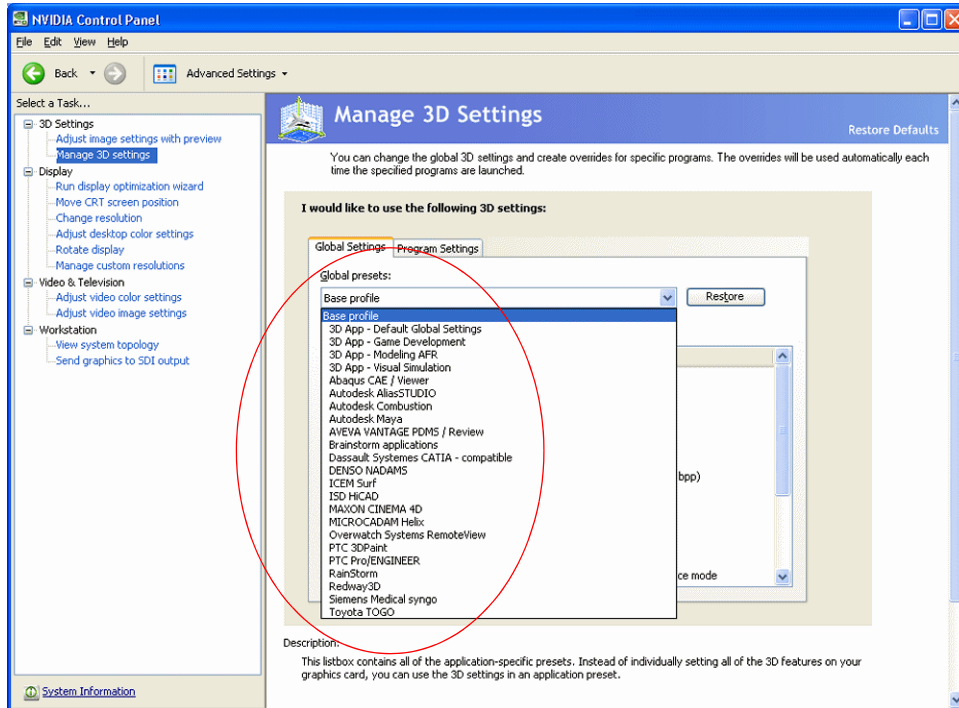 NVIDIA Control Panel
File Edit View Help
Back Advanced Settings
Select a Task...
3D Settings
Adjust image settings with preview
Manage 3D settings
Display
Run display optimization wizard
Move CRT screen position
Change resolution
Adjust desktop color settings
Rotate display
Manage custom resolutions
Video & Television
Adjust video color settings
Adjust video image settings
Workstation
View system topology
Send graphics to SDI output
System Information
Manage 3D Settings
Restore Defaults
You can change the global 3D settings and create overrides for specific programs. The overrides will be used automatically each
time the specified programs are launched.
I would like to use the following 3D settings:
Global Settings Program Settings
Global presets:
Base profile Restore
Base profile
3D App - Default Global Settings
3D App - Game Development
3D App - Modeling AFR
3D App - Visual Simulation
Abaqus CAE / Viewer
Autodesk AliasSTUDIO
Autodesk Combustion
Autodesk Maya
AVEVA VANTAGE PDMS / Review
Brainstorm applications
Dassault Systemes CATIA - compatible
DENSO NADAMS
ICEM Surf
ISD HiCAD
MAXON CINEMA 4D
MICROCADAM Helix
Overwatch Systems RemoteView
PTC 3DPaint
PTC Pro/ENGINEER
RainStorm
Redway3D
Siemens Medical syngo
Toyota TOGO
bpp)
ce mode
Description:
This listbox contains all of the application-specific presets. Instead of individually setting all of the 3D features on your
graphics card, you can use the 3D settings in an application preset.